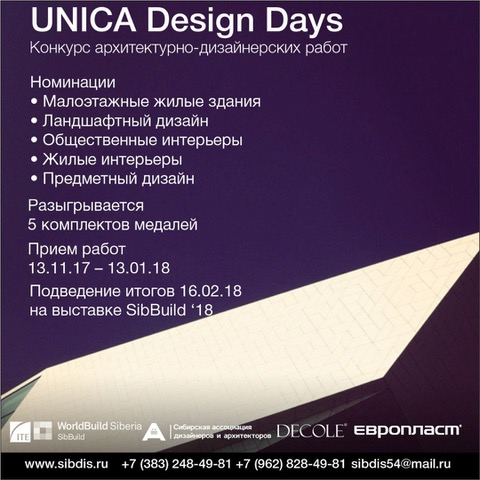 UNICA Design Days
Конкурс архитектурно-дизайнерских работ
Номинации
• Малоэтажные жилые здания
• Ландшафтный дизайн
• Общественные интерьеры
• Жилые интерьеры
• Предметный дизайн
Разыгрывается
5 комплектов медалей
Прием работ
13.11.17 – 13.01.18
Подведение итогов 16.02.18
на выставке SibBuild ‘18
ITE
WorldBuild Siberia
SibBuild
Сибирская ассоциация
дизайнеров и архитекторов
DECOLE®
ЕВРОПЛАСТ®
www.sibdis.ru +7 (383) 248-49-81 +7 (962) 828-49-81 sibdis54@mail.ru